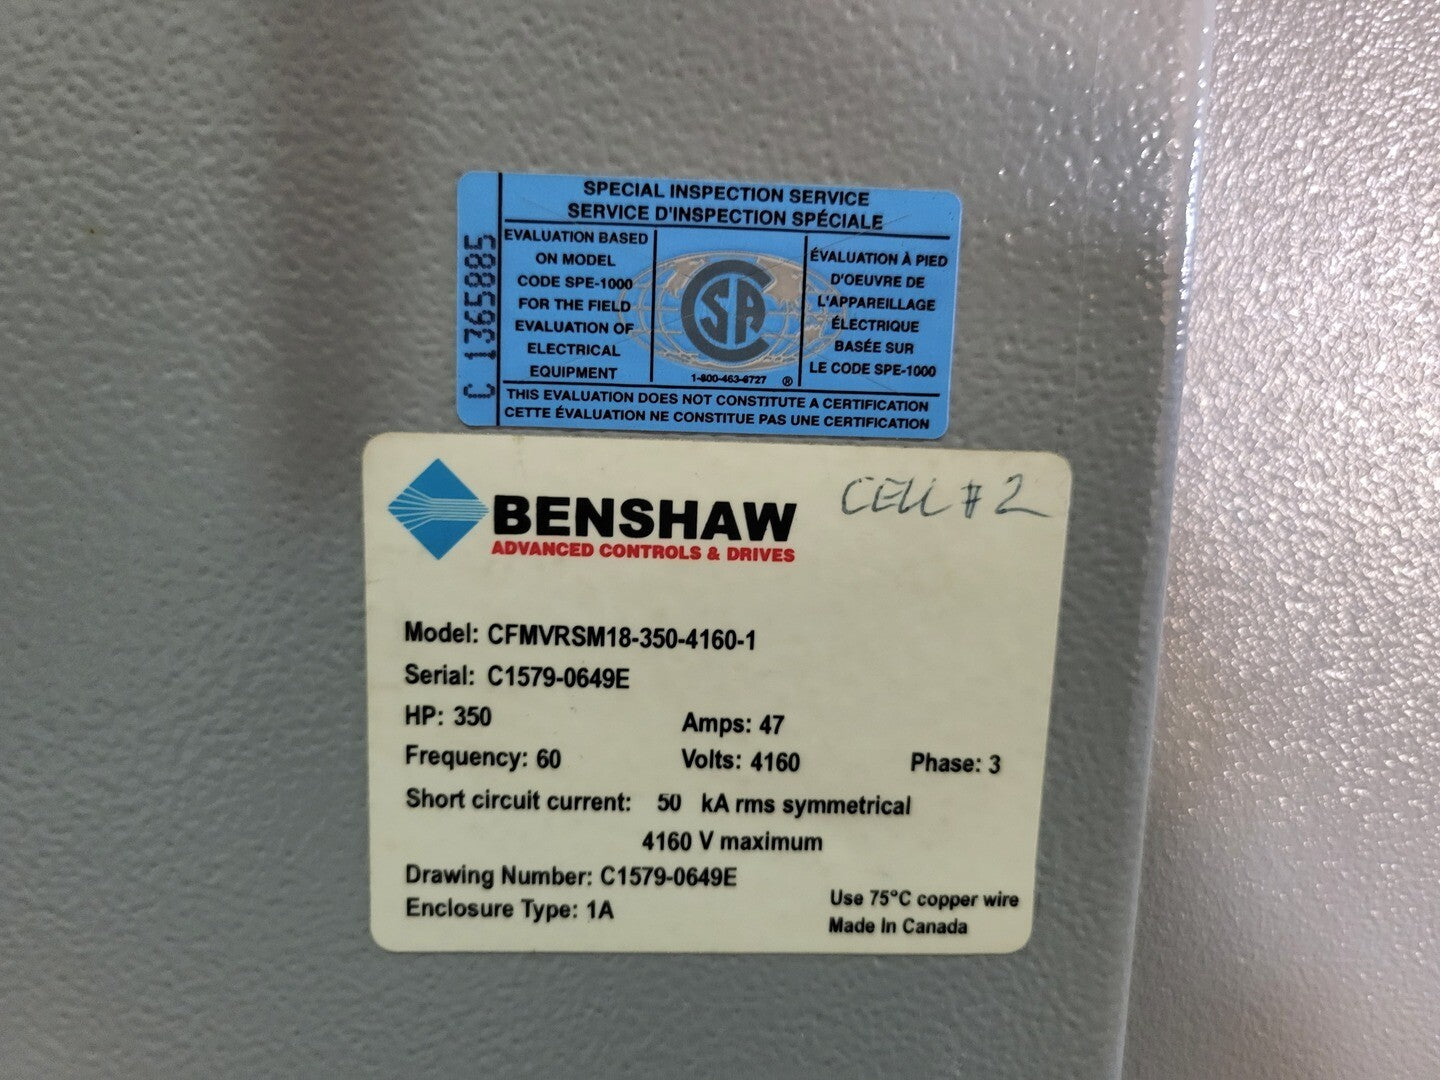 SPECIAL INSPECTION SERVICE
SERVICE D'INSPECTION SPÉCIALE
C 1365885
EVALUATION BASED
ON MODEL
CODE SPE-1000
FOR THE FIELD
EVALUATION OF
ELECTRICAL
EQUIPMENT
CSA
1-800-463-6727 ®
ÉVALUATION À PIED
D'OEUVRE DE
L'APPAREILLAGE
ÉLECTRIQUE
BASÉE SUR
LE CODE SPE-1000
THIS EVALUATION DOES NOT CONSTITUTE A CERTIFICATION
CETTE ÉVALUATION NE CONSTITUE PAS UNE CERTIFICATION
BENSHAW
ADVANCED CONTROLS & DRIVES
CELL #2
Model: CFMVRSM18-350-4160-1
Serial: C1579-0649E
HP: 350 Amps: 47
Frequency: 60 Volts: 4160 Phase: 3
Short circuit current: 50 kA rms symmetrical
4160 V maximum
Drawing Number: C1579-0649E
Enclosure Type: 1A
Use 75°C copper wire
Made In Canada